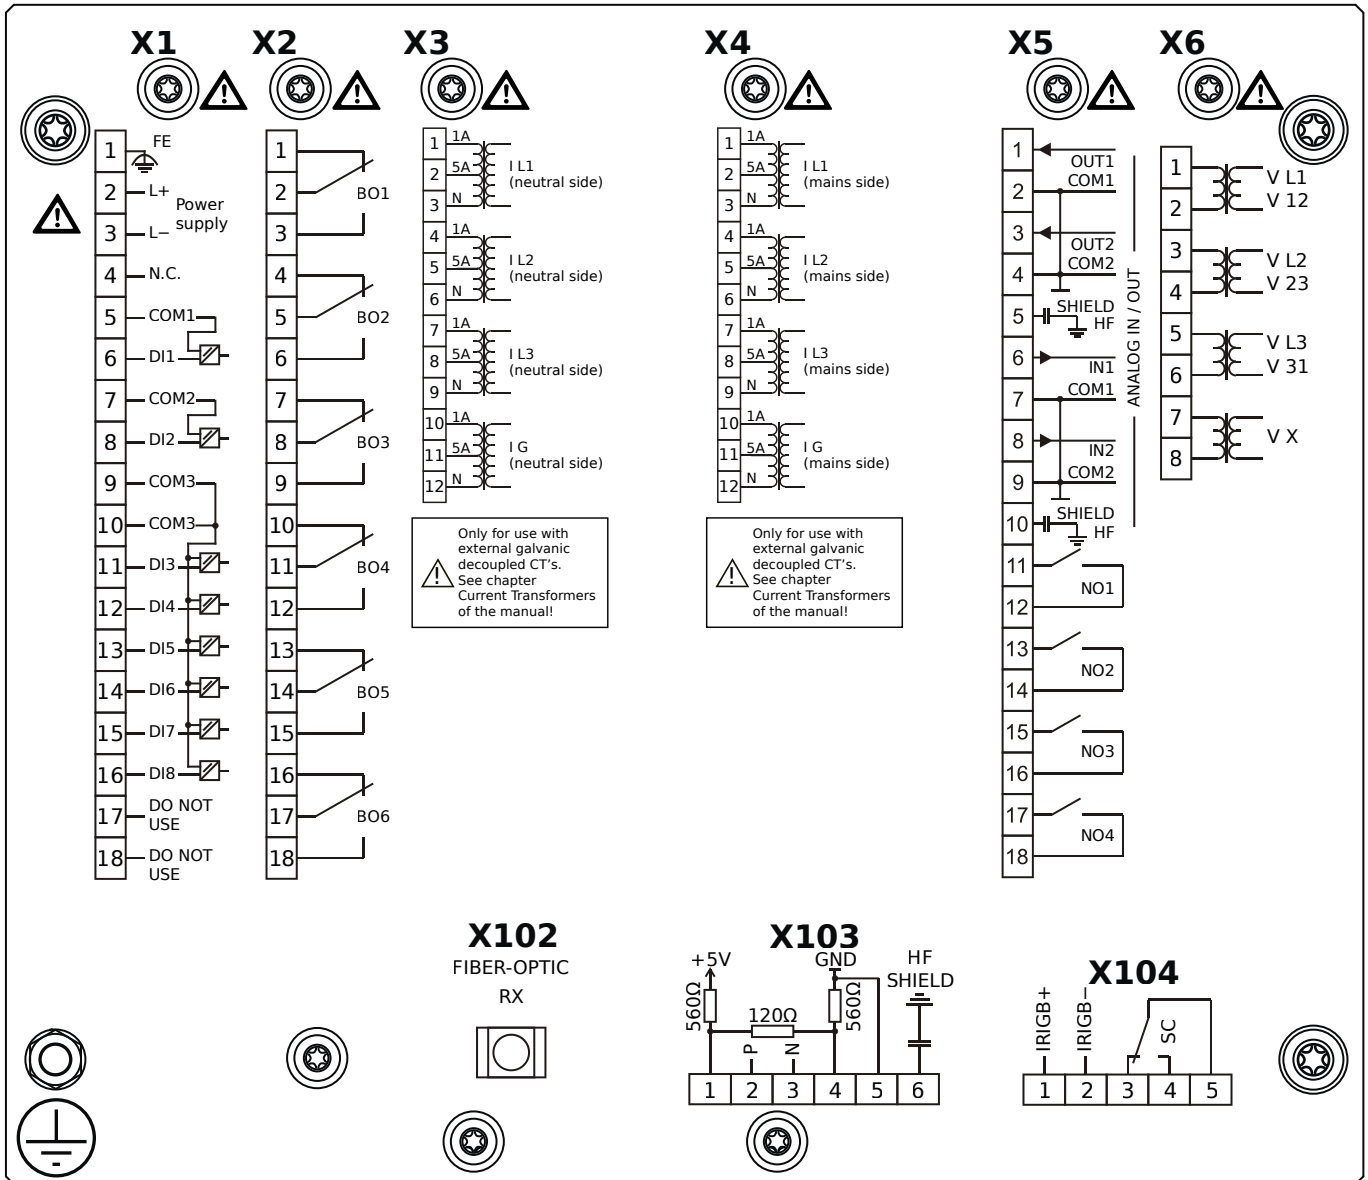 X1
1
FE
2
L+
Power
supply
3
L−
4
N.C.
5
COM1
6
DI1
7
COM2
8
DI2
9
COM3
10
COM3
11
DI3
12
DI4
13
DI5
14
DI6
15
DI7
16
DI8
17
DO NOT
USE
18
DO NOT
USE
X2
1
2
BO1
3
4
5
BO2
6
7
8
BO3
9
10
11
BO4
12
13
14
BO5
15
16
17
BO6
18
X3
1
1A
2
5A
3
N
I L1
(neutral side)
4
1A
5
5A
6
N
I L2
(neutral side)
7
1A
8
5A
9
N
I L3
(neutral side)
10
1A
11
5A
12
N
I G
(neutral side)
Only for use with
external galvanic
decoupled CT's.
See chapter
Current Transformers
of the manual!
X4
1
1A
2
5A
3
N
I L1
(mains side)
4
1A
5
5A
6
N
I L2
(mains side)
7
1A
8
5A
9
N
I L3
(mains side)
10
1A
11
5A
12
N
I G
(mains side)
Only for use with
external galvanic
decoupled CT's.
See chapter
Current Transformers
of the manual!
X5
1
OUT1
2
COM1
3
OUT2
4
COM2
5
SHIELD
HF
6
IN1
7
COM1
8
IN2
9
COM2
10
SHIELD
HF
ANALOG IN / OUT
11
NO1
12
13
NO2
14
15
NO3
16
17
NO4
18
X6
1
V L1
2
V 12
3
V L2
4
V 23
5
V L3
6
V 31
7
V X
8
X102
FIBER-OPTIC
RX
X103
+5V
GND
HF
SHIELD
560Ω
120Ω
560Ω
P
N
1 2 3 4 5 6
X104
IRIGB+
IRIGB−
SC
1 2 3 4 5